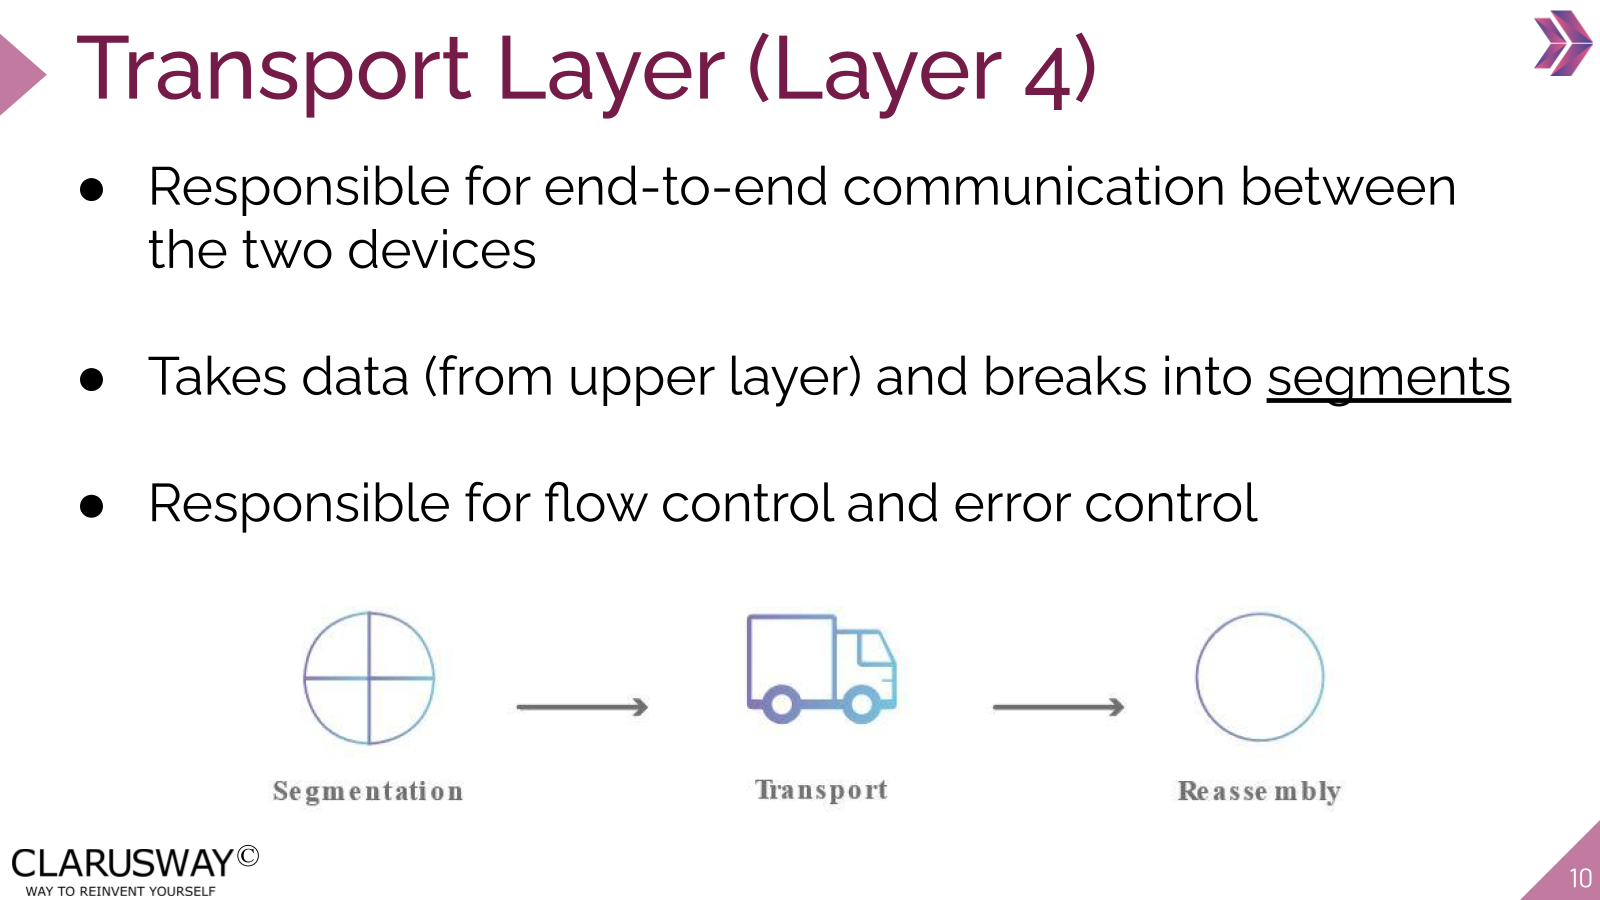 Transport Layer (Layer 4)
● Responsible for end-to-end communication between
the two devices
● Takes data (from upper layer) and breaks into segments
● Responsible for flow control and error control
Segmentation
Transport
Reassembly
CLARUSWAY©
WAY TO REINVENT YOURSELF
10